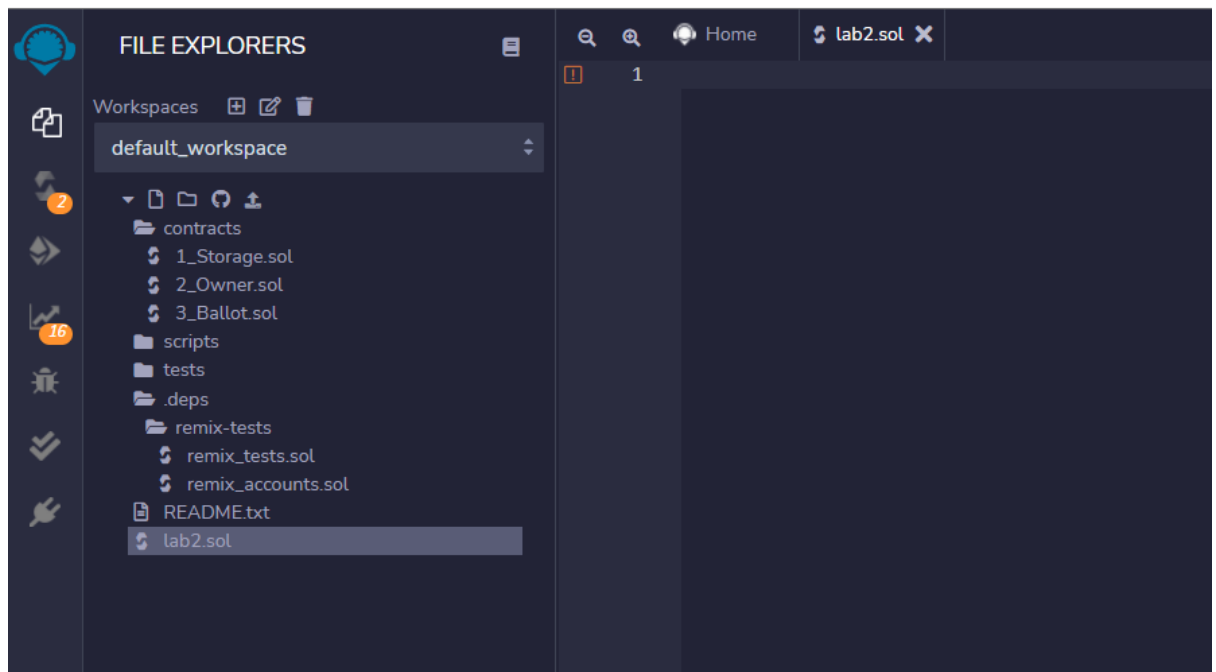 FILE EXPLORERS
Workspaces
default_workspace
2
contracts
1_Storage.sol
2_Owner.sol
3_Ballot.sol
16
scripts
tests
.deps
remix-tests
remix_tests.sol
remix_accounts.sol
README.txt
lab2.sol
Home
lab2.sol
1